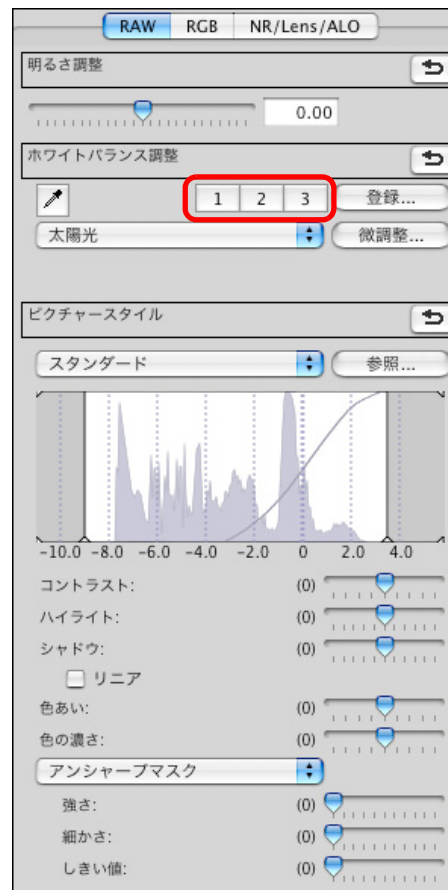 RAW RGB NR/Lens/ALO
明るさ調整
0.00
ホワイトバランス調整
1 2 3 登録...
太陽光 微調整...
ピクチャースタイル
スタンダード 参照...
-10.0 -8.0 -6.0 -4.0 -2.0 0 2.0 4.0
コントラスト: (0)
ハイライト: (0)
シャドウ: (0)
リニア
色あい: (0)
色の濃さ: (0)
アンシャープマスク
強さ: (0)
細かさ: (0)
しきい値: (0)